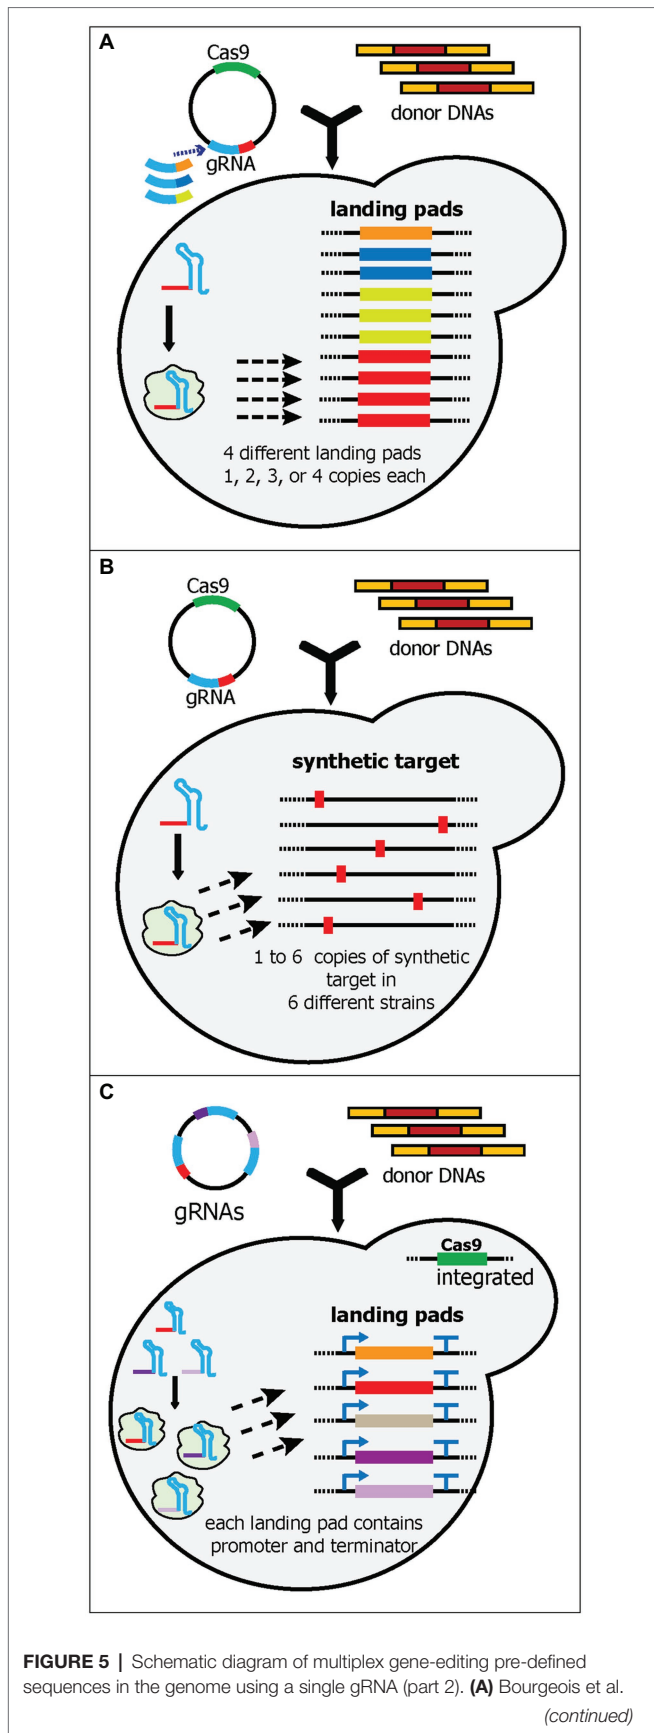 A
Cas9
donor DNAs
gRNA
landing pads
4 different landing pads
1, 2, 3, or 4 copies each
B
Cas9
donor DNAs
gRNA
synthetic target
1 to 6 copies of synthetic
target in
6 different strains
C
gRNAs
donor DNAs
Cas9
integrated
landing pads
each landing pad contains
promoter and terminator
FIGURE 5 | Schematic diagram of multiplex gene-editing pre-defined
sequences in the genome using a single gRNA (part 2). (A) Bourgeois et al.
(continued)